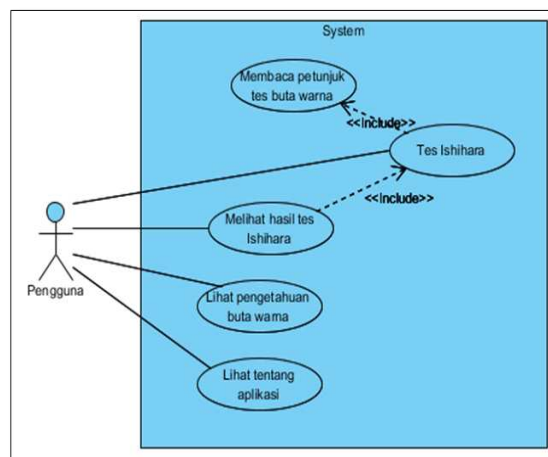 System
Membaca petunjuk
tes buta warna
<<Include>>
Tes Ishihara
<<Include>>
Melihat hasil tes
Ishihara
Pengguna
Lihat pengetahuan
buta warna
Lihat tentang
aplikasi